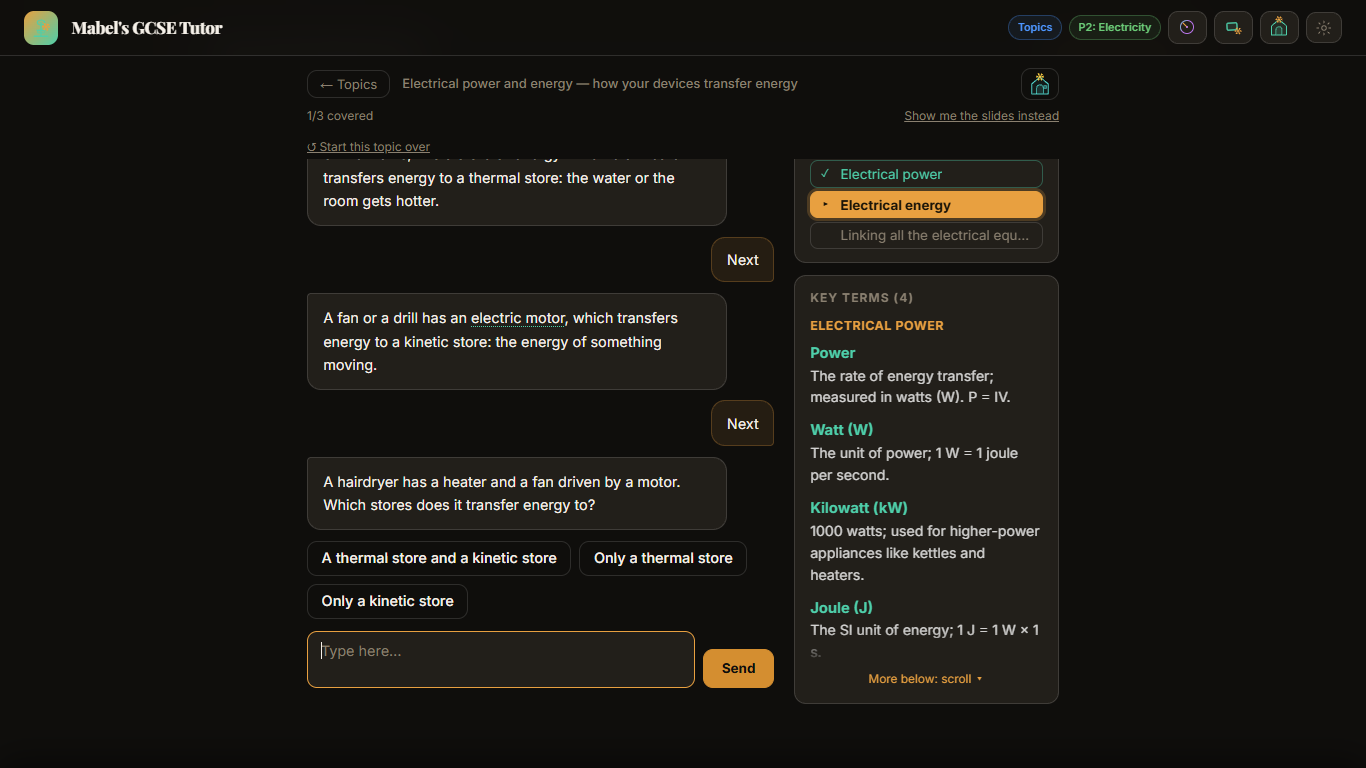 Mabel's GCSE Tutor
Topics
P2: Electricity
← Topics
Electrical power and energy — how your devices transfer energy
1/3 covered
Show me the slides instead
↺ Start this topic over
transfers energy to a thermal store: the water or the
room gets hotter.
Next
A fan or a drill has an electric motor, which transfers
energy to a kinetic store: the energy of something
moving.
Next
A hairdryer has a heater and a fan driven by a motor.
Which stores does it transfer energy to?
A thermal store and a kinetic store
Only a thermal store
Only a kinetic store
Type here...
Send
✓ Electrical power
▸ Electrical energy
Linking all the electrical equ...
KEY TERMS (4)
ELECTRICAL POWER
Power
The rate of energy transfer;
measured in watts (W). P = IV.
Watt (W)
The unit of power; 1 W = 1 joule
per second.
Kilowatt (kW)
1000 watts; used for higher-power
appliances like kettles and
heaters.
Joule (J)
The SI unit of energy; 1 J = 1 W × 1
s.
More below: scroll ▾